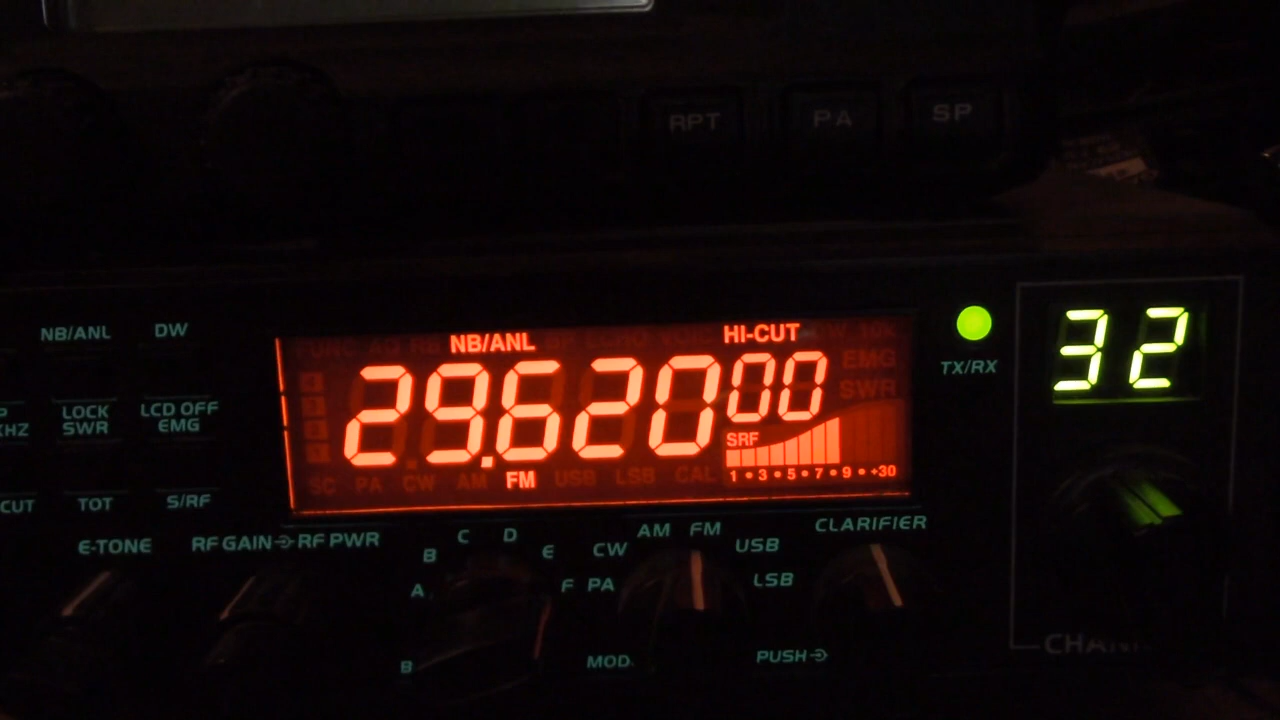 RPT PA SP
NB/ANL DW
NB/ANL HI-CUT
32
29.62000
EMG
SWR
TX/RX
LOCK SWR
LCD OFF EMG
SRF
1 • 3 • 5 • 7 • 9 • +30
SC PA CW AM FM USB LSB CAL
CUT TOT S/RF
E-TONE RF GAIN RF PWR
A B C D E F
PA CW AM FM USB LSB
CLARIFIER
B
MOD
PUSH